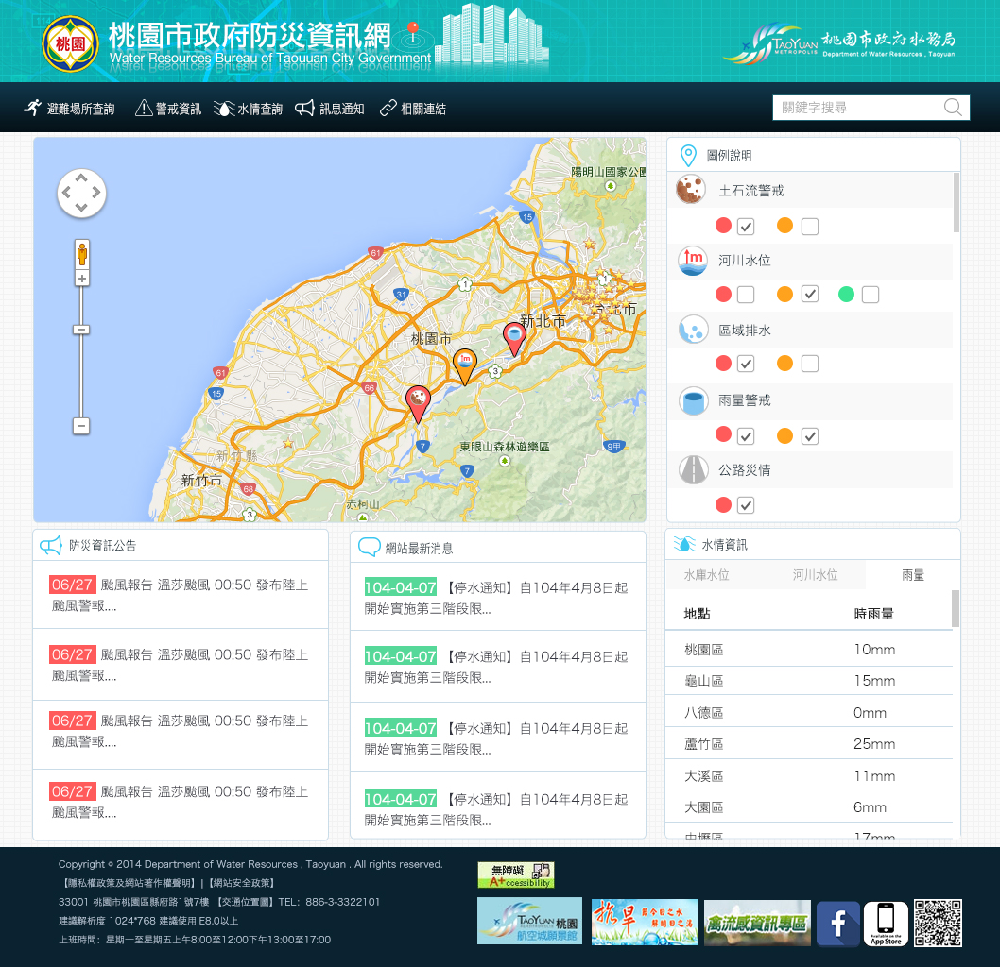 桃園
桃園市政府防災資訊網
Water Resources Bureau of Taouuan City Government
TAOYUAN METROPOLIS 桃園市政府水務局
Department of Water Resources , Taoyuan
避難場所查詢 警戒資訊 水情查詢 訊息通知 相關連結
關鍵字搜尋
陽明山國家公園
15
61
1
1
31
台北市
新北市
桃園市
1m
3
61
15
66
7
東眼山森林遊樂區
9甲
7
新竹縣
新竹市
68
3
赤柯山
圖例說明
土石流警戒
1m 河川水位
區域排水
雨量警戒
公路災情
防災資訊公告
06/27 颱風報告 溫莎颱風 00:50 發布陸上
颱風警報....
06/27 颱風報告 溫莎颱風 00:50 發布陸上
颱風警報....
06/27 颱風報告 溫莎颱風 00:50 發布陸上
颱風警報....
06/27 颱風報告 溫莎颱風 00:50 發布陸上
颱風警報....
網站最新消息
104-04-07 【停水通知】自104年4月8日起
開始實施第三階段限...
104-04-07 【停水通知】自104年4月8日起
開始實施第三階段限...
104-04-07 【停水通知】自104年4月8日起
開始實施第三階段限...
104-04-07 【停水通知】自104年4月8日起
開始實施第三階段限...
水情資訊
水庫水位 河川水位 雨量
地點 時雨量
桃園區 10mm
龜山區 15mm
八德區 0mm
蘆竹區 25mm
大溪區 11mm
大園區 6mm
中壢區 17mm
Copyright © 2014 Department of Water Resources , Taoyuan . All rights reserved.
【隱私權政策及網站著作權聲明】|【網站安全政策】
33001 桃園市桃園區縣府路1號7樓 【交通位置圖】TEL： 886-3-3322101
建議解析度 1024*768 建議使用IE8.0以上
上班時間：星期一至星期五上午8:00至12:00下午13:00至17:00
無障礙
A+ccessibility
TAOYUAN 桃園
航空城願景館
抗旱 節今日之水
解明日之渴
禽流感資訊專區
f
Available on the
App Store